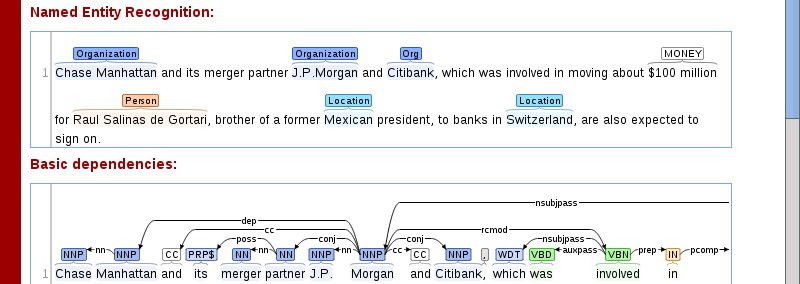 Named Entity Recognition:
Organization Organization Org MONEY
1 Chase Manhattan and its merger partner J.P.Morgan and Citibank, which was involved in moving about $100 million
Person Location Location
for Raul Salinas de Gortari, brother of a former Mexican president, to banks in Switzerland, are also expected to
sign on.
Basic dependencies:
nsubjpass
dep
cc rcmod
poss conj conj nsubjpass
NNP nn NNP CC PRP$ NN nn NN NNP nn NNP cc CC NNP , WDT VBD auxpass VBN prep IN pcomp
1 Chase Manhattan and its merger partner J.P. Morgan and Citibank, which was involved in